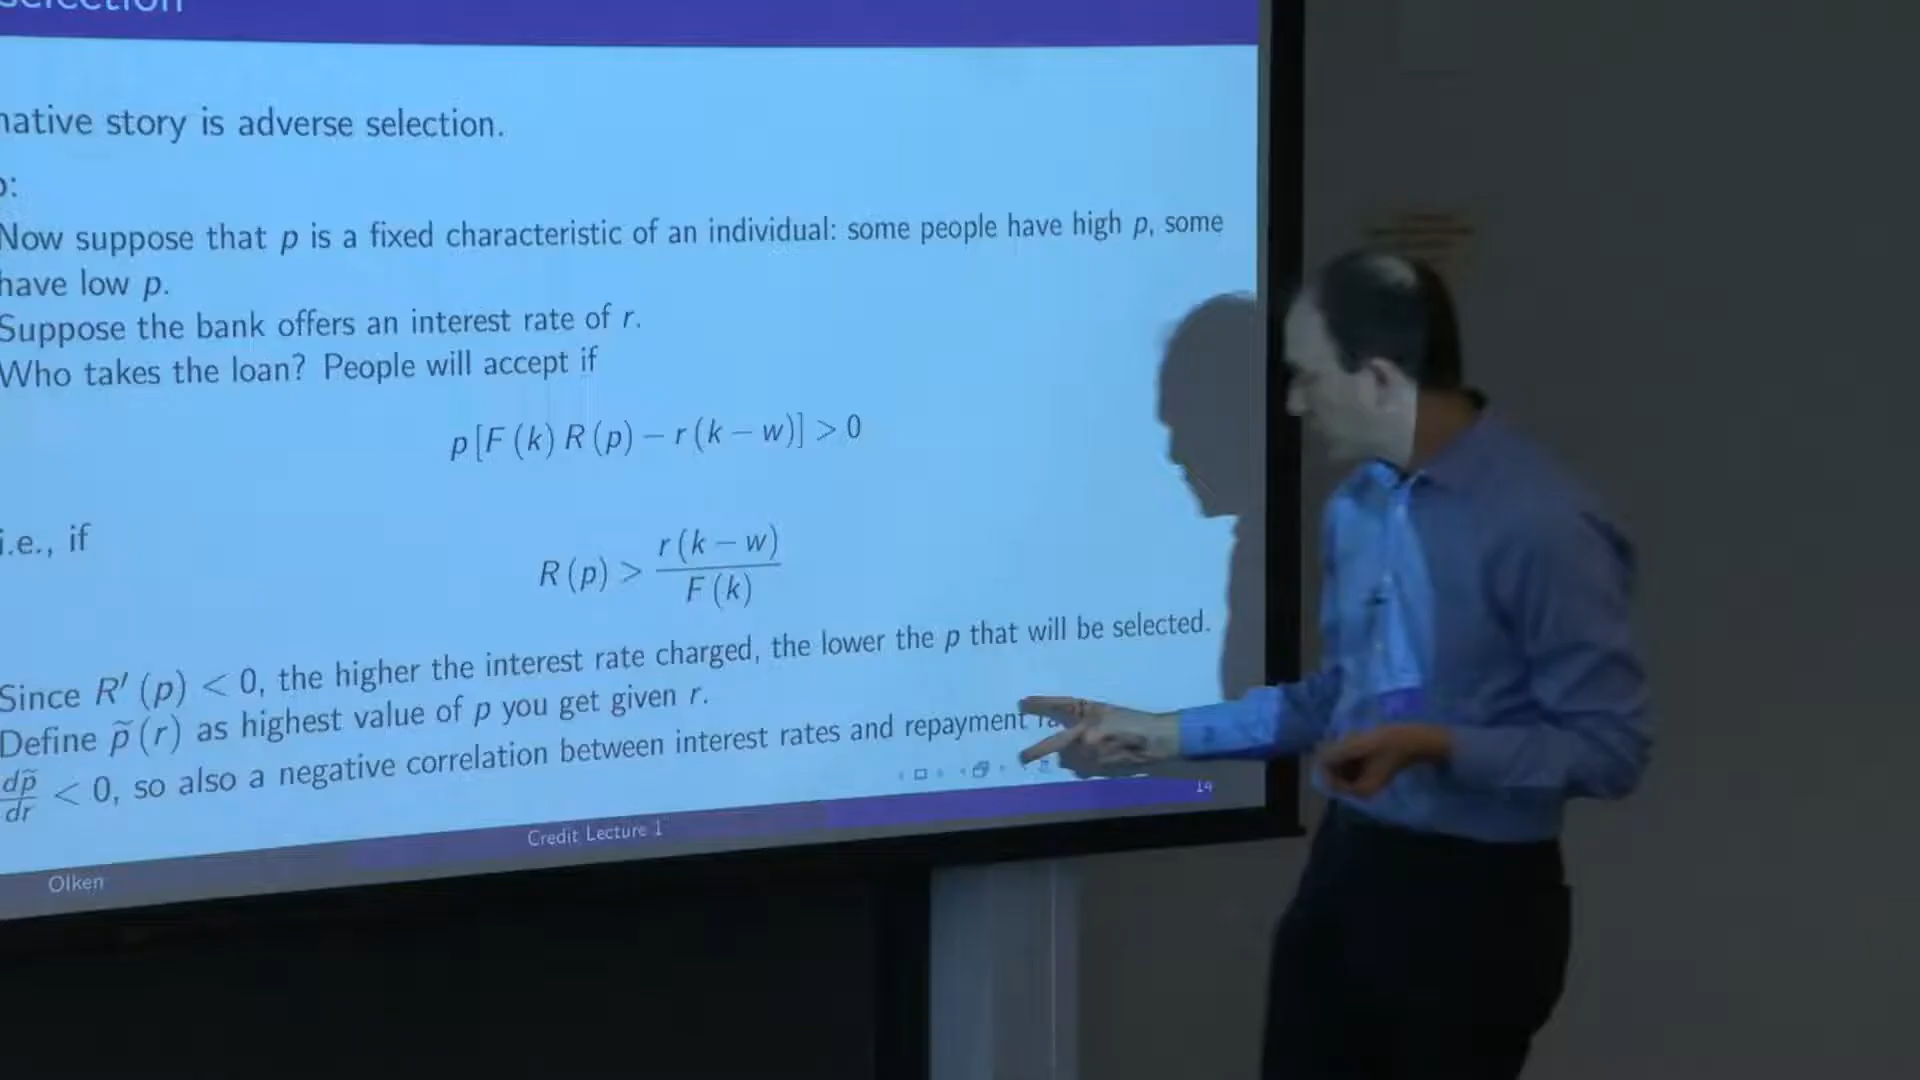 selection
native story is adverse selection.
p:
Now suppose that p is a fixed characteristic of an individual: some people have high p, some
have low p.
Suppose the bank offers an interest rate of r.
Who takes the loan? People will accept if
p [F (k) R (p) − r (k − w)] > 0
i.e., if
R (p) > r (k − w) / F (k)
Since R′ (p) < 0, the higher the interest rate charged, the lower the p that will be selected.
Define p̃ (r) as highest value of p you get given r.
dp̃/dr < 0, so also a negative correlation between interest rates and repayment
14
Credit Lecture 1
Olken